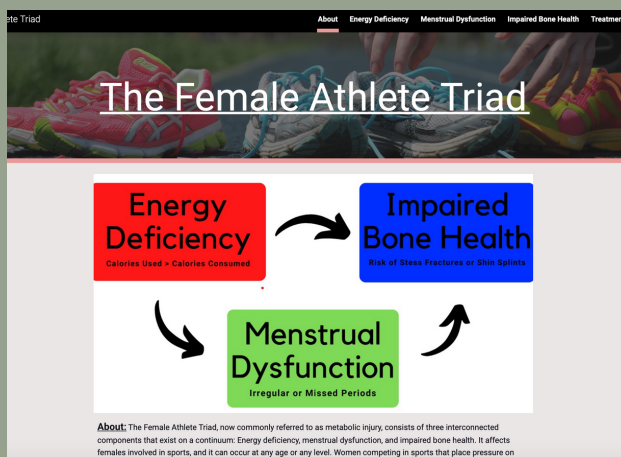 ete Triad
About Energy Deficiency Menstrual Dysfunction Impaired Bone Health Treatmen
The Female Athlete Triad
Energy
Deficiency
Calories Used > Calories Consumed
Impaired
Bone Health
Risk of Stess Fractures or Shin Splints
Menstrual
Dysfunction
Irregular or Missed Periods
About: The Female Athlete Triad, now commonly referred to as metabolic injury, consists of three interconnected
components that exist on a continuum: Energy deficiency, menstrual dysfunction, and impaired bone health. It affects
females involved in sports, and it can occur at any age or any level. Women competing in sports that place pressure on